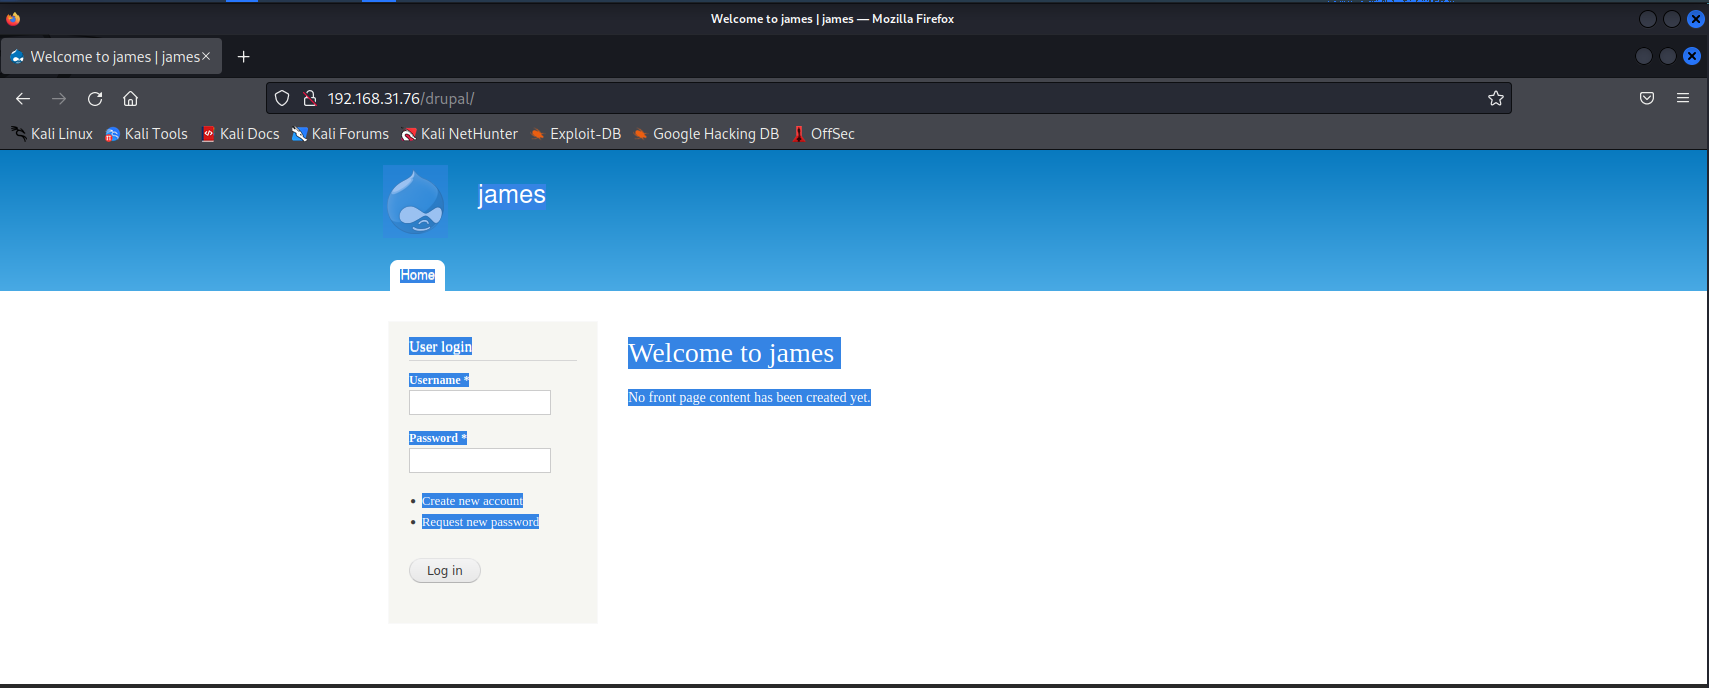 Welcome to james | james — Mozilla Firefox
Welcome to james | james
192.168.31.76/drupal/
Kali Linux Kali Tools Kali Docs Kali Forums Kali NetHunter Exploit-DB Google Hacking DB OffSec
james
Home
User login
Username *
Password *
Create new account
Request new password
Log in
Welcome to james
No front page content has been created yet.